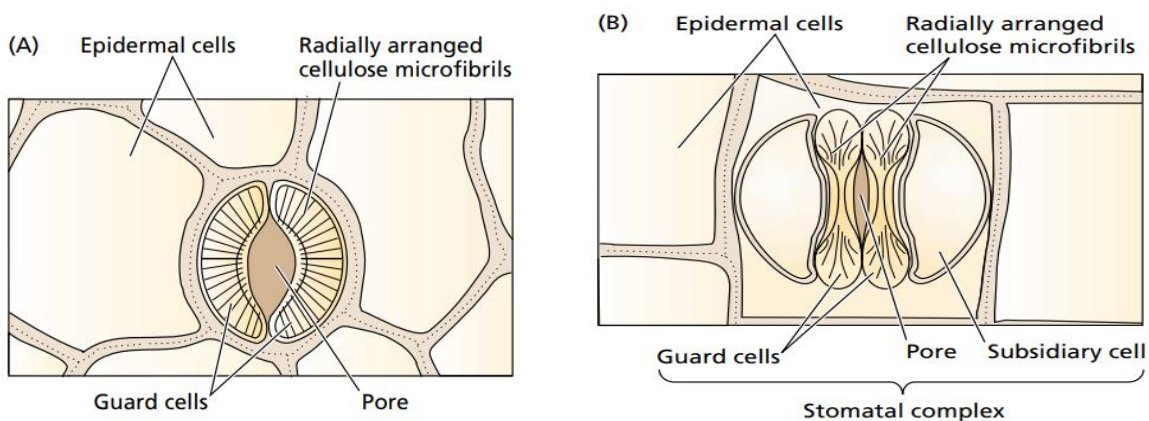 (A)
Epidermal cells
Radially arranged
cellulose microfibrils
Guard cells
Pore
(B)
Epidermal cells
Radially arranged
cellulose microfibrils
Guard cells
Pore
Subsidiary cell
Stomatal complex